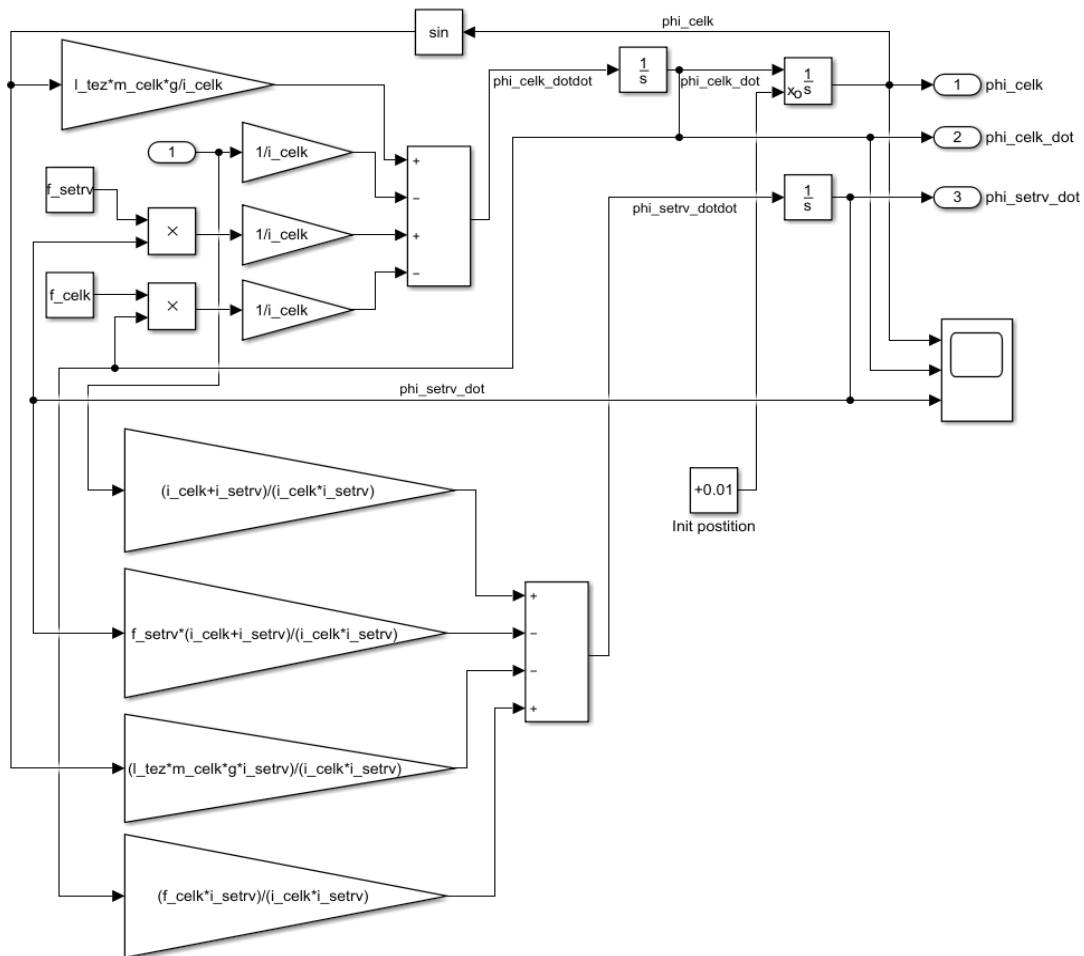 phi_celk
sin
l_tez*m_celk*g/i_celk
phi_celk_dotdot
1
s
phi_celk_dot
xo
1
s
1
phi_celk
1
1/i_celk
+
−
+
−
2
phi_celk_dot
f_setrv
×
1/i_celk
phi_setrv_dotdot
1
s
3
phi_setrv_dot
f_celk
×
1/i_celk
phi_setrv_dot
(i_celk+i_setrv)/(i_celk*i_setrv)
+0.01
Init postition
+
−
−
+
f_setrv*(i_celk+i_setrv)/(i_celk*i_setrv)
(l_tez*m_celk*g*i_setrv)/(i_celk*i_setrv)
(f_celk*i_setrv)/(i_celk*i_setrv)